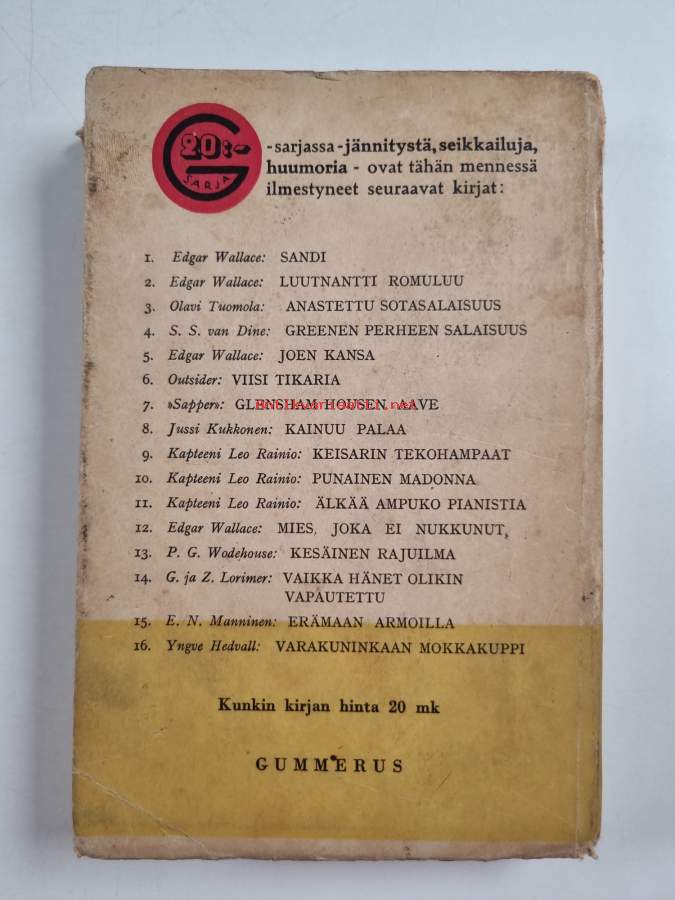 20:-
SARJA
-sarjassa - jännitystä, seikkailuja,
huumoria - ovat tähän mennessä
ilmestyneet seuraavat kirjat:
1. Edgar Wallace: SANDI
2. Edgar Wallace: LUUTNANTTI ROMULUU
3. Olavi Tuomola: ANASTETTU SOTASALAISUUS
4. S. S. van Dine: GREENEN PERHEEN SALAISUUS
5. Edgar Wallace: JOEN KANSA
6. Outsider: VIISI TIKARIA
7. »Sapper»: HOUSEN AAVE
8. Jussi Kukkonen: KAINUU PALAA
9. Kapteeni Leo Rainio: KEISARIN TEKOHAMPAAT
10. Kapteeni Leo Rainio: PUNAINEN MADONNA
11. Kapteeni Leo Rainio: ÄLKÄÄ AMPUKO PIANISTIA
12. Edgar Wallace: MIES, JOKA EI NUKKUNUT,
13. P. G. Wodehouse: KESÄINEN RAJUILMA
14. G. ja Z. Lorimer: VAIKKA HÄNET OLIKIN
VAPAUTETTU
15. E. N. Manninen: ERÄMAAN ARMOILLA
16. Yngve Hedvall: VARAKUNINKAAN MOKKAKUPPI
Kunkin kirjan hinta 20 mk
GUMMERUS